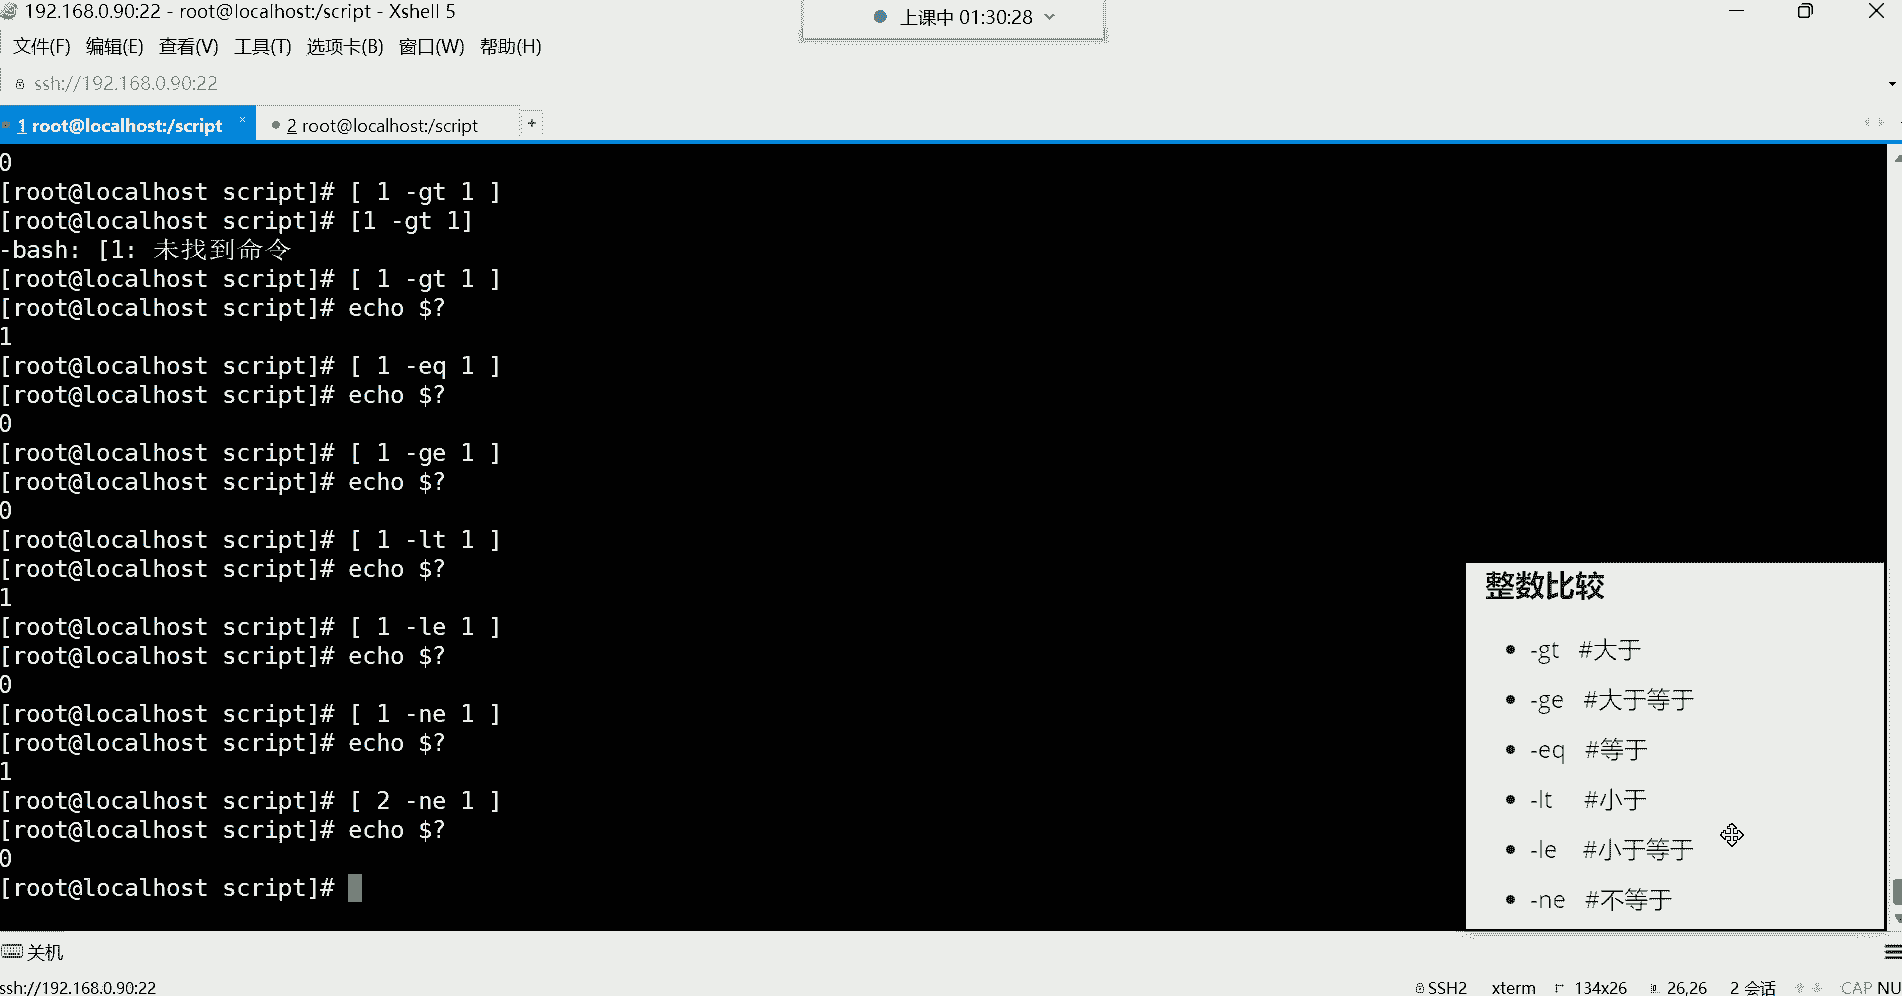 192.168.0.90:22 - root@localhost:/script - Xshell 5
上课中 01:30:28
文件(F) 编辑(E) 查看(V) 工具(T) 选项卡(B) 窗口(W) 帮助(H)
ssh://192.168.0.90:22
1 root@localhost:/script × 2 root@localhost:/script +
0
[root@localhost script]# [ 1 -gt 1 ]
[root@localhost script]# [1 -gt 1]
-bash: [1: 未找到命令
[root@localhost script]# [ 1 -gt 1 ]
[root@localhost script]# echo $?
1
[root@localhost script]# [ 1 -eq 1 ]
[root@localhost script]# echo $?
0
[root@localhost script]# [ 1 -ge 1 ]
[root@localhost script]# echo $?
0
[root@localhost script]# [ 1 -lt 1 ]
[root@localhost script]# echo $?
1
[root@localhost script]# [ 1 -le 1 ]
[root@localhost script]# echo $?
0
[root@localhost script]# [ 1 -ne 1 ]
[root@localhost script]# echo $?
1
[root@localhost script]# [ 2 -ne 1 ]
[root@localhost script]# echo $?
0
[root@localhost script]#
整数比较
• -gt #大于
• -ge #大于等于
• -eq #等于
• -lt #小于
• -le #小于等于
• -ne #不等于
关机
ssh://192.168.0.90:22 SSH2 xterm 134x26 26,26 2 会话 CAP NU